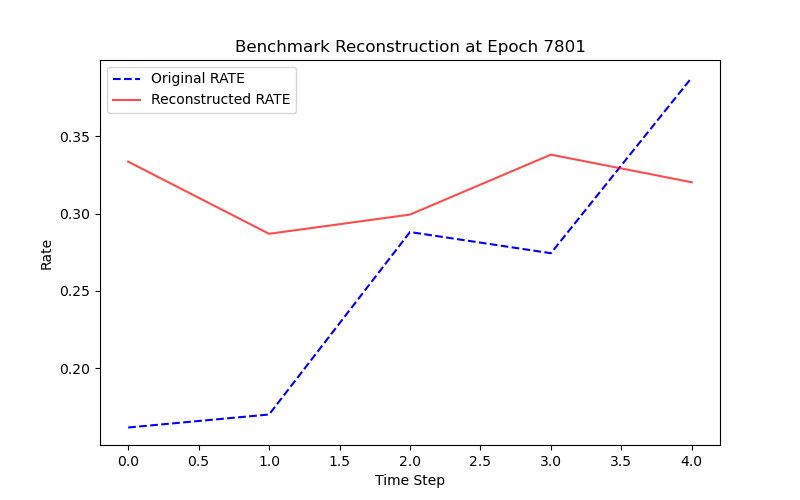 Benchmark Reconstruction at Epoch 7801
Original RATE
Reconstructed RATE
0.35
0.30
0.25
0.20
Rate
0.0 0.5 1.0 1.5 2.0 2.5 3.0 3.5 4.0
Time Step